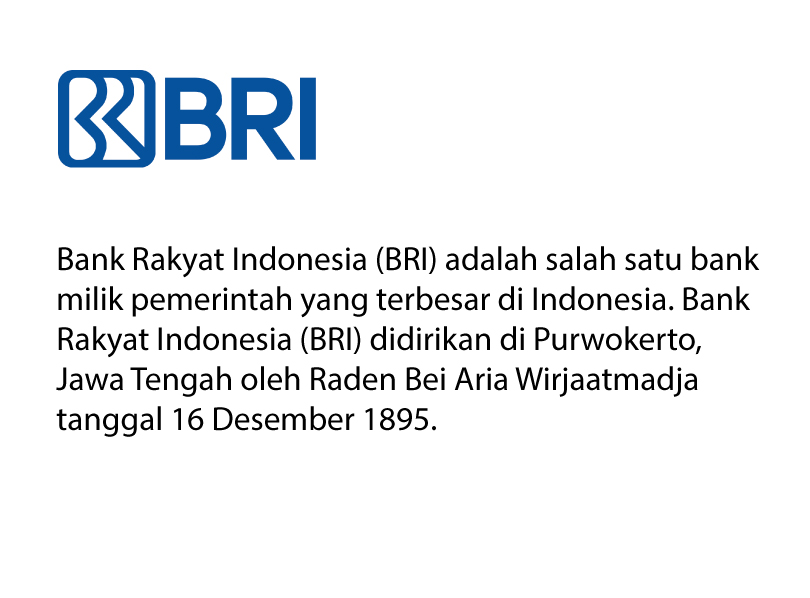 BRI
Bank Rakyat Indonesia (BRI) adalah salah satu bank
milik pemerintah yang terbesar di Indonesia. Bank
Rakyat Indonesia (BRI) didirikan di Purwokerto,
Jawa Tengah oleh Raden Bei Aria Wirjaatmadja
tanggal 16 Desember 1895.